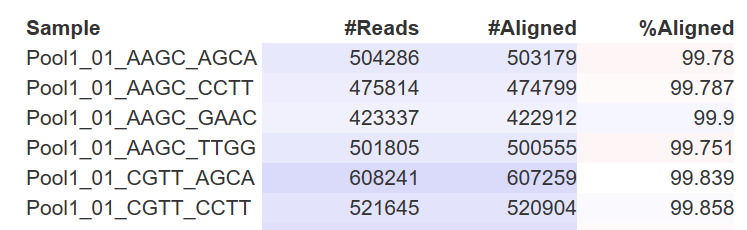 Sample #Reads #Aligned %Aligned
Pool1_01_AAGC_AGCA 504286 503179 99.78
Pool1_01_AAGC_CCTT 475814 474799 99.787
Pool1_01_AAGC_GAAC 423337 422912 99.9
Pool1_01_AAGC_TTGG 501805 500555 99.751
Pool1_01_CGTT_AGCA 608241 607259 99.839
Pool1_01_CGTT_CCTT 521645 520904 99.858